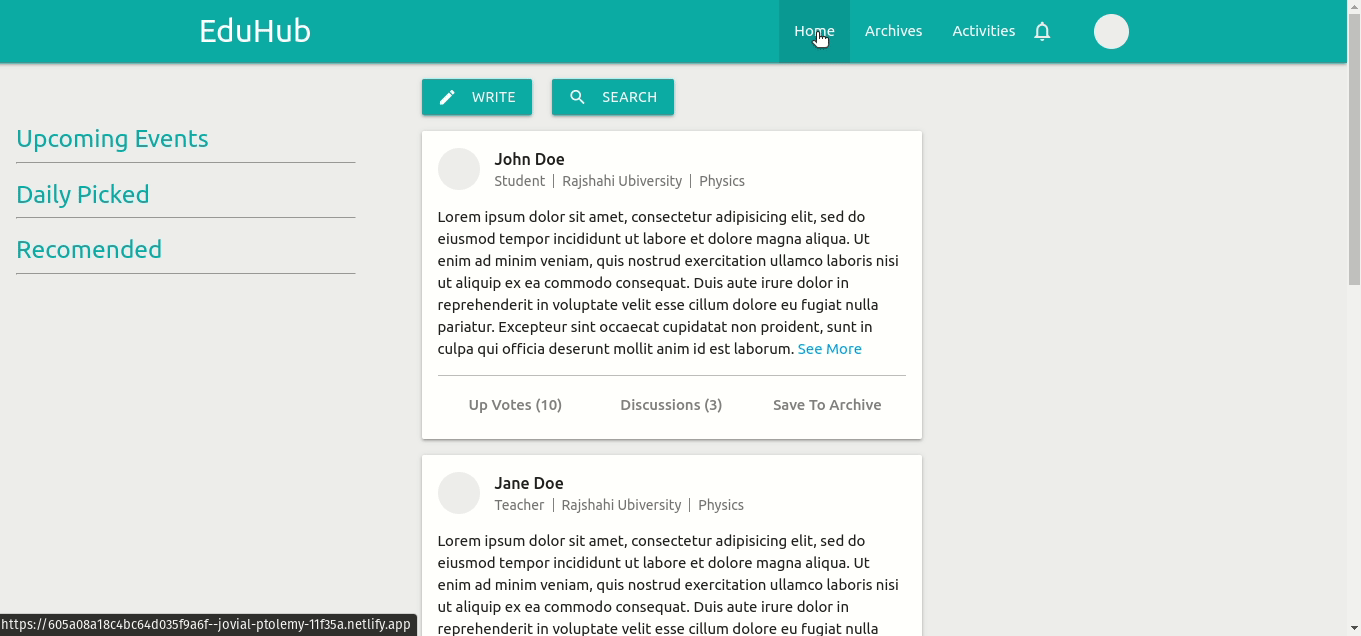 EduHub
Home Archives Activities
WRITE SEARCH
Upcoming Events
Daily Picked
Recomended
John Doe
Student | Rajshahi Ubiversity | Physics
Lorem ipsum dolor sit amet, consectetur adipisicing elit, sed do
eiusmod tempor incididunt ut labore et dolore magna aliqua. Ut
enim ad minim veniam, quis nostrud exercitation ullamco laboris nisi
ut aliquip ex ea commodo consequat. Duis aute irure dolor in
reprehenderit in voluptate velit esse cillum dolore eu fugiat nulla
pariatur. Excepteur sint occaecat cupidatat non proident, sunt in
culpa qui officia deserunt mollit anim id est laborum. See More
Up Votes (10) Discussions (3) Save To Archive
Jane Doe
Teacher | Rajshahi Ubiversity | Physics
Lorem ipsum dolor sit amet, consectetur adipisicing elit, sed do
eiusmod tempor incididunt ut labore et dolore magna aliqua. Ut
enim ad minim veniam, quis nostrud exercitation ullamco laboris nisi
ut aliquip ex ea commodo consequat. Duis aute irure dolor in
reprehenderit in voluptate velit esse cillum dolore eu fugiat nulla
https://605a08a18c4bc64d035f9a6f--jovial-ptolemy-11f35a.netlify.app